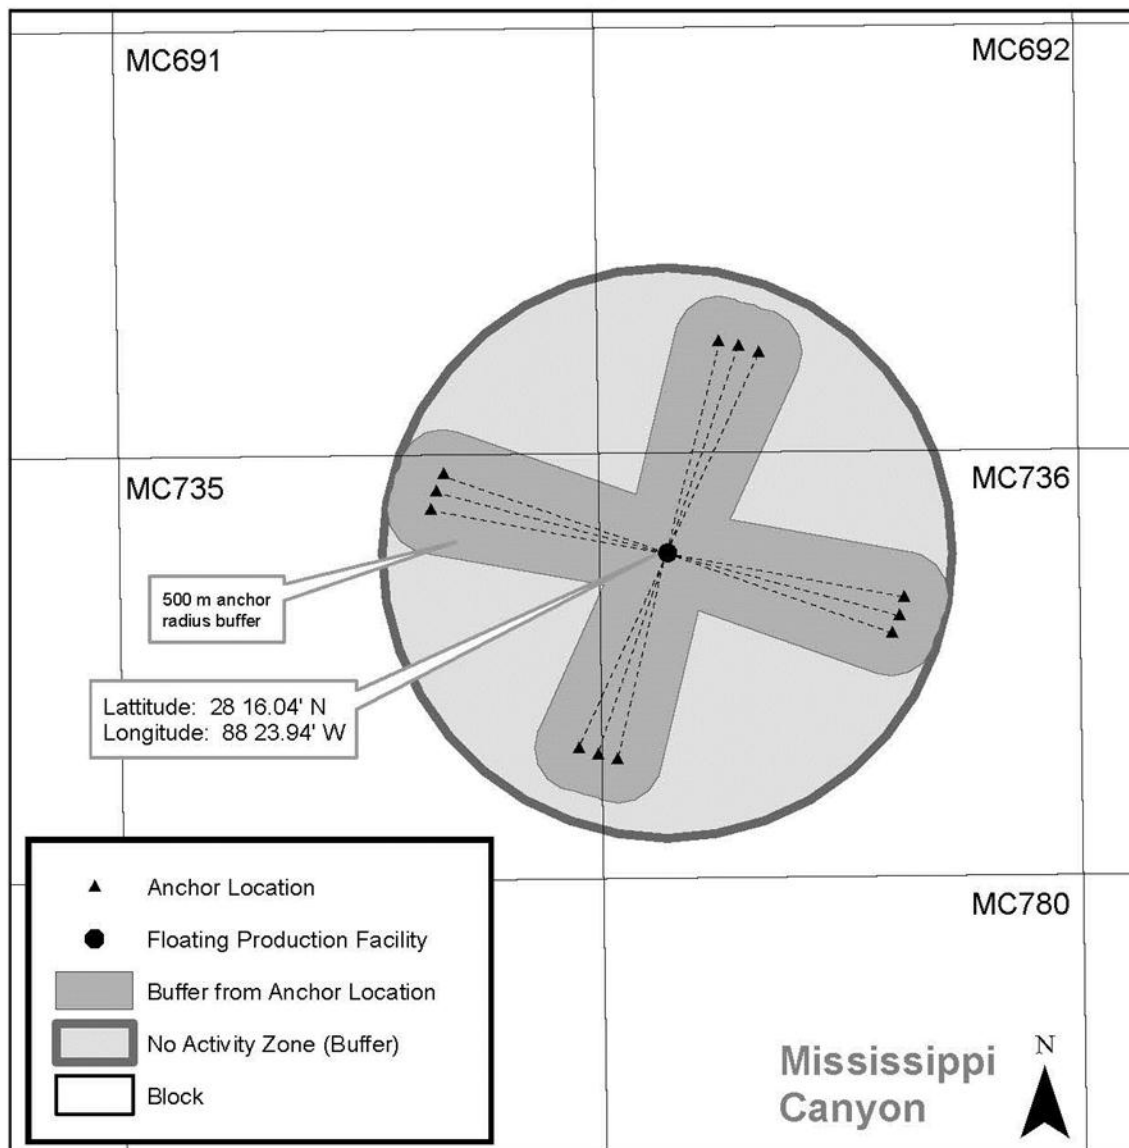 MC691
MC692
MC735
MC736
500 m anchor
radius buffer
Lattitude: 28 16.04' N
Longitude: 88 23.94' W
MC780
Anchor Location
Floating Production Facility
Buffer from Anchor Location
No Activity Zone (Buffer)
Block
Mississippi
Canyon
N